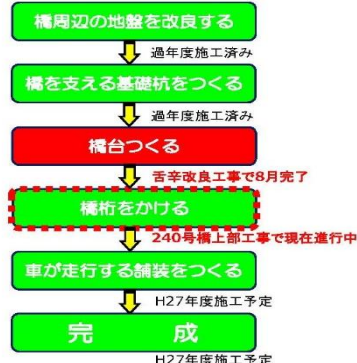 橋周辺の地盤を改良する
過年度施工済み
橋を支える基礎杭をつくる
過年度施工済み
橋台つくる
舌辛改良工事で8月完了
橋桁をかける
240号橋上部工事で現在進行中
車が走行する舗装をつくる
H27年度施工予定
完 成
H27年度施工予定